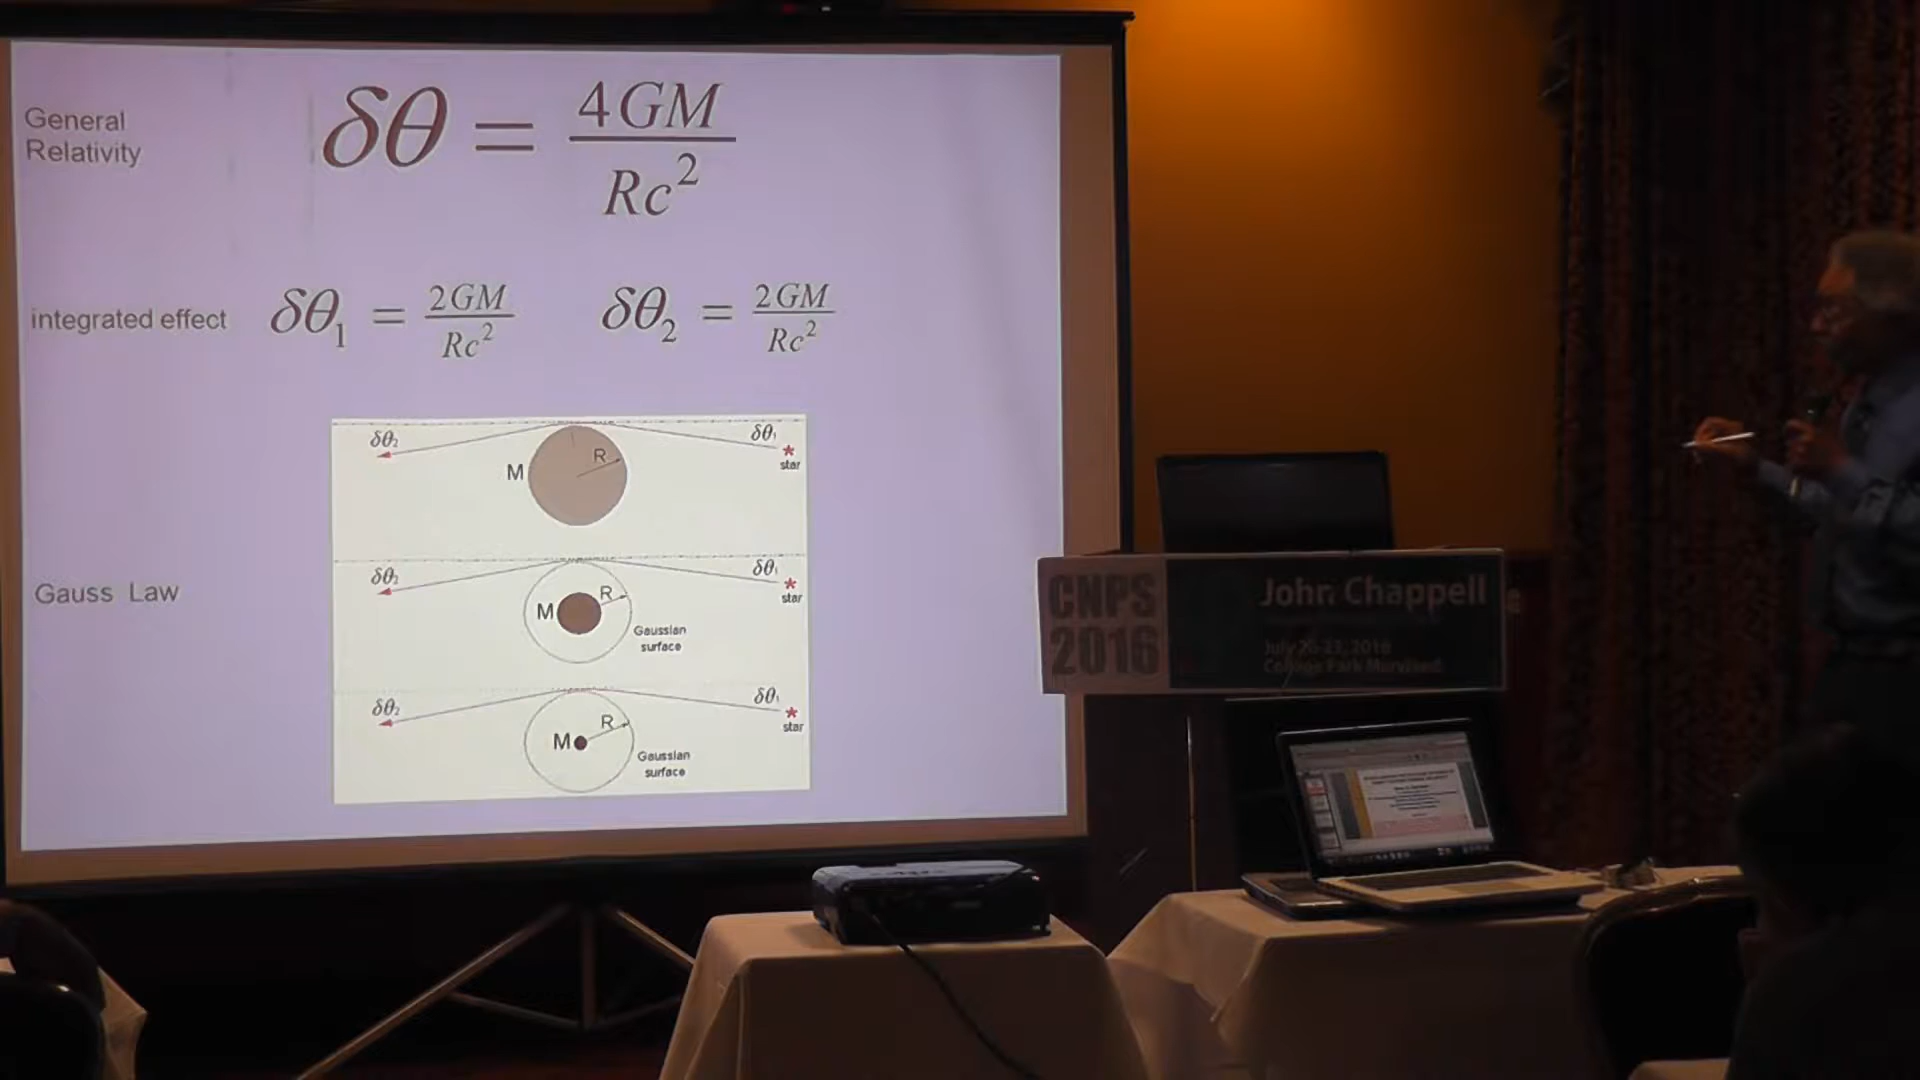 General
Relativity
δθ = 4GM / Rc²
integrated effect
δθ₁ = 2GM / Rc²
δθ₂ = 2GM / Rc²
δθ₂
δθ₁
R
M
star
Gauss Law
δθ₂
δθ₁
R
M
star
Gaussian
surface
δθ₂
δθ₁
R
M
star
Gaussian
surface
CNPS
2016
John Chappell
July 20-23, 2016
College Park Maryland